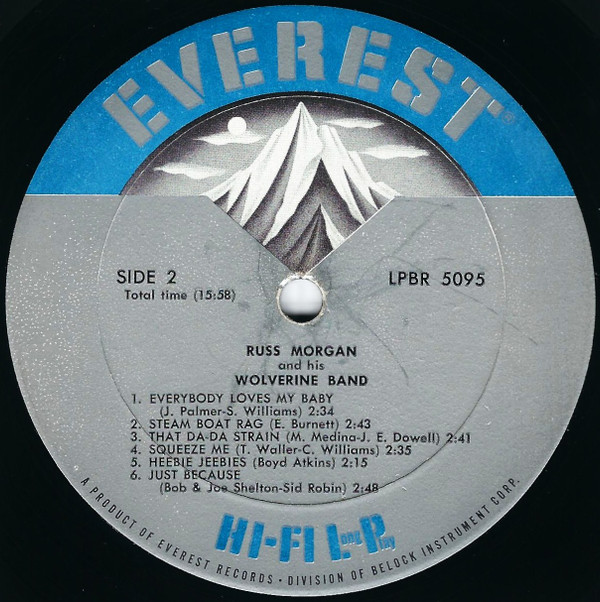 EVEREST
SIDE 2
Total time (15:58)
LPBR 5095
RUSS MORGAN
and his
WOLVERINE BAND
1. EVERYBODY LOVES MY BABY
(J. Palmer-S. Williams) 2:34
2. STEAM BOAT RAG (E. Burnett) 2:43
3. THAT DA-DA STRAIN (M. Medina-J. E. Dowell) 2:41
4. SQUEEZE ME (T. Waller-C. Williams) 2:35
5. HEEBIE JEEBIES (Boyd Atkins) 2:15
6. JUST BECAUSE
(Bob & Joe Shelton-Sid Robin) 2:48
HI-FI Long-Play
A PRODUCT OF EVEREST RECORDS • DIVISION OF BELOCK INSTRUMENT CORP.